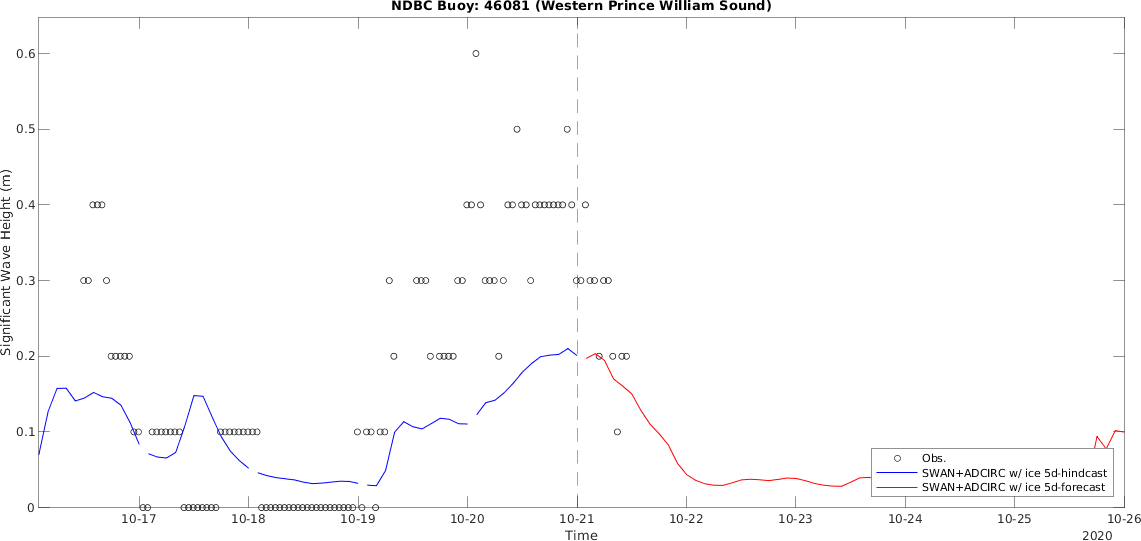 NDBC Buoy: 46081 (Western Prince William Sound)
Significant Wave Height (m)
0.6
0.5
0.4
0.3
0.2
0.1
0
10-17 10-18 10-19 10-20 10-21 10-22 10-23 10-24 10-25 10-26
Time
2020
Obs.
SWAN+ADCIRC w/ ice 5d-hindcast
SWAN+ADCIRC w/ ice 5d-forecast